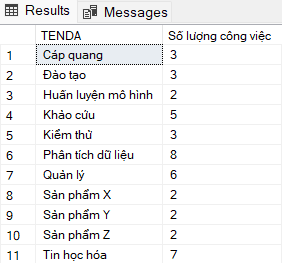 Results Messages
TENDA Số lượng công việc
1 Cáp quang 3
2 Đào tạo 3
3 Huấn luyện mô hình 2
4 Khảo cứu 5
5 Kiểm thử 3
6 Phân tích dữ liệu 8
7 Quản lý 6
8 Sản phẩm X 2
9 Sản phẩm Y 2
10 Sản phẩm Z 2
11 Tin học hóa 7